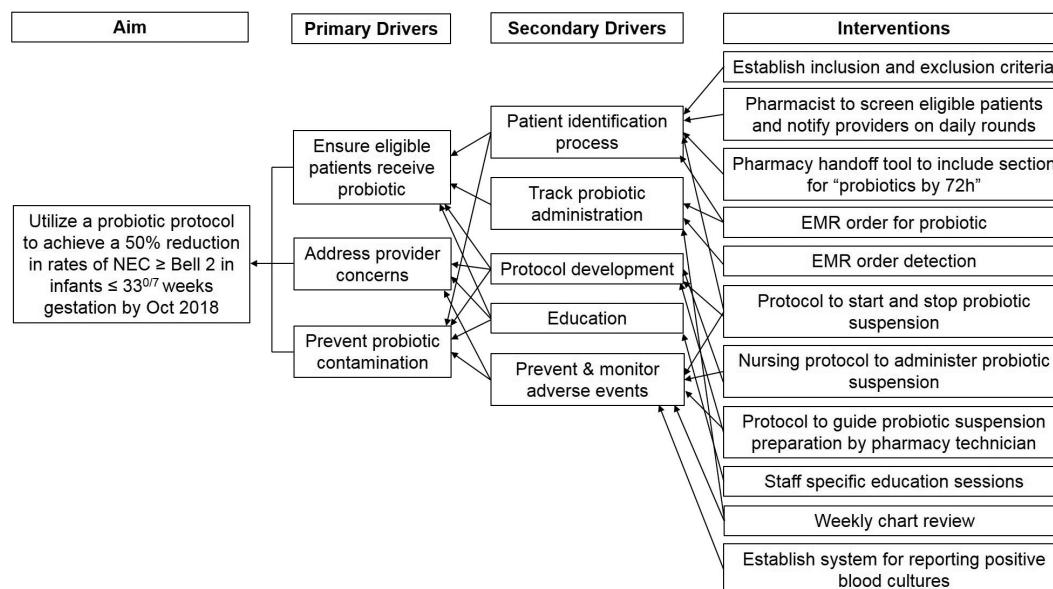 Aim
Primary Drivers
Secondary Drivers
Interventions
Utilize a probiotic protocol
to achieve a 50% reduction
in rates of NEC ≥ Bell 2 in
infants ≤ 33⁰/⁷ weeks
gestation by Oct 2018
Ensure eligible
patients receive
probiotic
Address provider
concerns
Prevent probiotic
contamination
Patient identification
process
Track probiotic
administration
Protocol development
Education
Prevent & monitor
adverse events
Establish inclusion and exclusion criteria
Pharmacist to screen eligible patients
and notify providers on daily rounds
Pharmacy handoff tool to include section
for “probiotics by 72h”
EMR order for probiotic
EMR order detection
Protocol to start and stop probiotic
suspension
Nursing protocol to administer probiotic
suspension
Protocol to guide probiotic suspension
preparation by pharmacy technician
Staff specific education sessions
Weekly chart review
Establish system for reporting positive
blood cultures